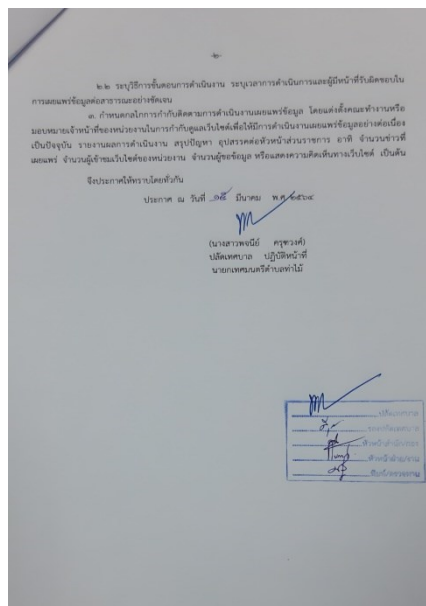 -๒-
๒.๒ ระบุวิธีการขั้นตอนการดำเนินงาน ระบุเวลาการดำเนินการและผู้มีหน้าที่รับผิดชอบใน
การเผยแพร่ข้อมูลต่อสาธารณะอย่างชัดเจน
๓. กำหนดกลไกการกำกับติดตามการดำเนินงานเผยแพร่ข้อมูล โดยแต่งตั้งคณะทำงานหรือ
มอบหมายเจ้าหน้าที่ของหน่วยงานในการกำกับดูแลเว็บไซต์เพื่อให้มีการดำเนินงานเผยแพร่ข้อมูลอย่างต่อเนื่อง
เป็นปัจจุบัน รายงานผลการดำเนินงาน สรุปปัญหา อุปสรรคต่อหัวหน้าส่วนราชการ อาทิ จำนวนข่าวที่
เผยแพร่ จำนวนผู้เข้าชมเว็บไซต์ของหน่วยงาน จำนวนผู้ขอข้อมูล หรือแสดงความคิดเห็นทางเว็บไซต์ เป็นต้น
จึงประกาศให้ทราบโดยทั่วกัน
ประกาศ ณ วันที่ มีนาคม พ.ศ. ๒๕๖๔
(นางสาวพจนีย์ ครุฑวงค์)
ปลัดเทศบาล ปฏิบัติหน้าที่
นายกเทศมนตรีตำบลท่าไม้
ปลัดเทศบาล
รองปลัดเทศบาล
หัวหน้าฝ่าย/งาน